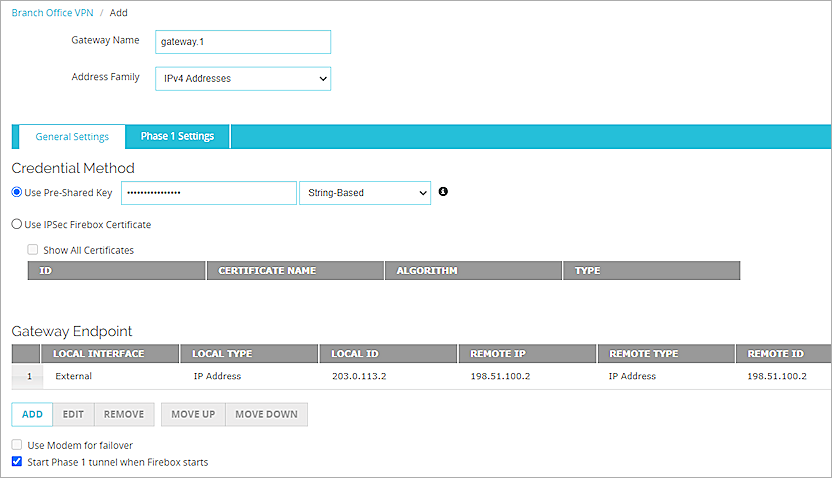 Branch Office VPN / Add
Gateway Name gateway.1
Address Family IPv4 Addresses
General Settings Phase 1 Settings
Credential Method
Use Pre-Shared Key •••••••••••••••• String-Based
Use IPSec Firebox Certificate
Show All Certificates
ID CERTIFICATE NAME ALGORITHM TYPE
Gateway Endpoint
LOCAL INTERFACE LOCAL TYPE LOCAL ID REMOTE IP REMOTE TYPE REMOTE ID
1 External IP Address 203.0.113.2 198.51.100.2 IP Address 198.51.100.2
ADD EDIT REMOVE MOVE UP MOVE DOWN
Use Modem for failover
Start Phase 1 tunnel when Firebox starts